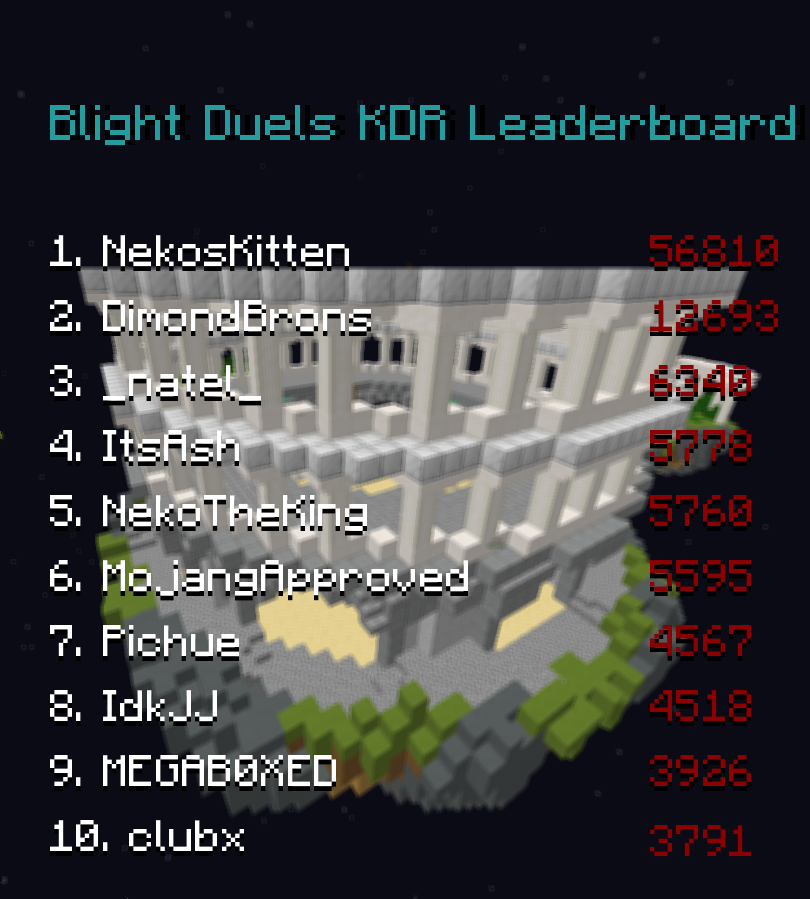 Blight Duels KDR Leaderboard
1. NekosKitten 56810
2. DimondBrons 12693
3. _natel_ 6340
4. ItsAsh 5778
5. NekoTheKing 5760
6. MojangApproved 5595
7. Pichue 4567
8. IdkJJ 4518
9. MEGAB0XED 3926
10. clubx 3791